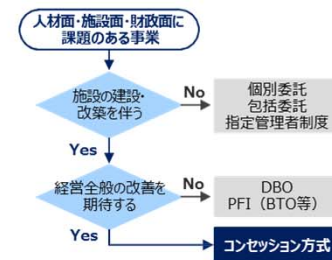 人材面・施設面・財政面に
課題のある事業
施設の建設・
改築を伴う
No
個別委託
包括委託
指定管理者制度
Yes
経営全般の改善を
期待する
No
DBO
PFI（BTO等）
Yes
コンセッション方式